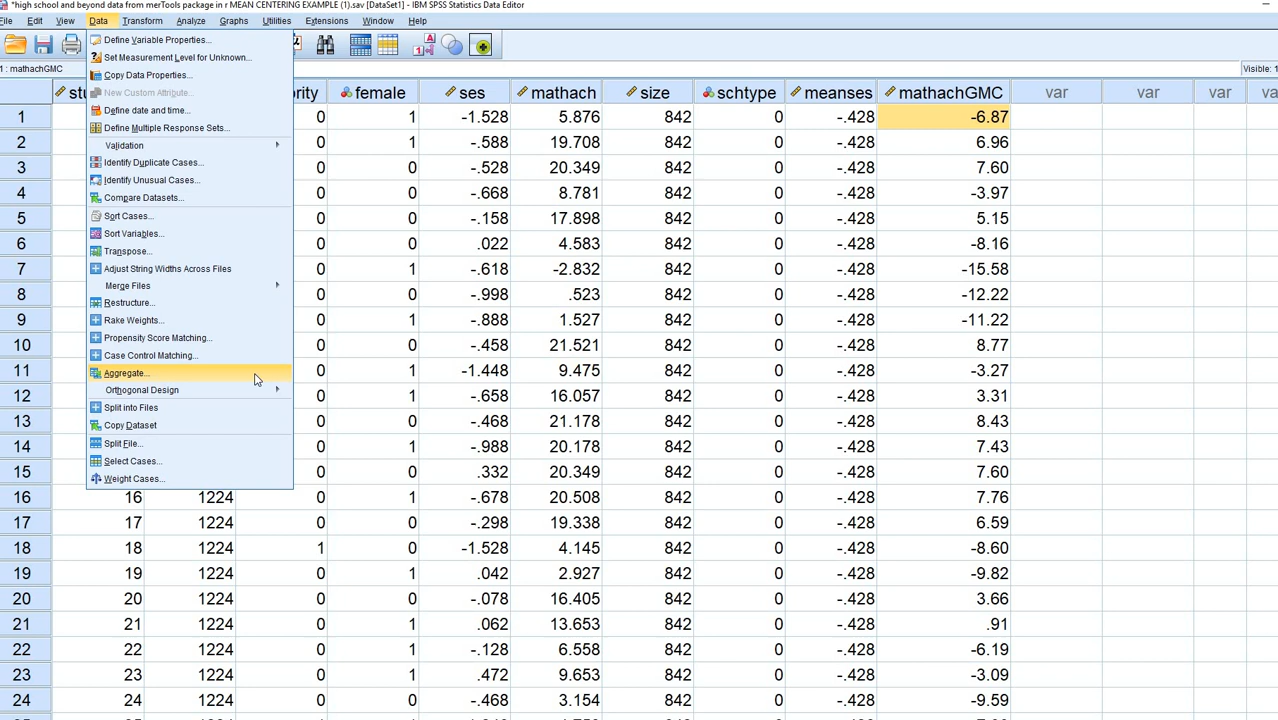 *high school and beyond data from merTools package in r MEAN CENTERING EXAMPLE (1).sav [DataSet1] - IBM SPSS Statistics Data Editor
File Edit View Data Transform Analyze Graphs Utilities Extensions Window Help
1 : mathachGMC Visible: 1
Define Variable Properties...
Set Measurement Level for Unknown...
Copy Data Properties...
New Custom Attribute...
Define date and time...
Define Multiple Response Sets...
Validation
Identify Duplicate Cases...
Identify Unusual Cases...
Compare Datasets...
Sort Cases...
Sort Variables...
Transpose...
Adjust String Widths Across Files
Merge Files
Restructure...
Rake Weights...
Propensity Score Matching...
Case Control Matching...
Aggregate...
Orthogonal Design
Split into Files
Copy Dataset
Split File...
Select Cases...
Weight Cases...
stu ority female ses mathach size schtype meanses mathachGMC var var var va
1 0 1 -1.528 5.876 842 0 -.428 -6.87
2 0 1 -.588 19.708 842 0 -.428 6.96
3 0 0 -.528 20.349 842 0 -.428 7.60
4 0 0 -.668 8.781 842 0 -.428 -3.97
5 0 0 -.158 17.898 842 0 -.428 5.15
6 0 0 .022 4.583 842 0 -.428 -8.16
7 0 1 -.618 -2.832 842 0 -.428 -15.58
8 0 0 -.998 .523 842 0 -.428 -12.22
9 0 1 -.888 1.527 842 0 -.428 -11.22
10 0 0 -.458 21.521 842 0 -.428 8.77
11 0 1 -1.448 9.475 842 0 -.428 -3.27
12 0 1 -.658 16.057 842 0 -.428 3.31
13 0 0 -.468 21.178 842 0 -.428 8.43
14 0 1 -.988 20.178 842 0 -.428 7.43
15 0 0 .332 20.349 842 0 -.428 7.60
16 16 1224 0 1 -.678 20.508 842 0 -.428 7.76
17 17 1224 0 0 -.298 19.338 842 0 -.428 6.59
18 18 1224 1 0 -1.528 4.145 842 0 -.428 -8.60
19 19 1224 0 1 .042 2.927 842 0 -.428 -9.82
20 20 1224 0 0 -.078 16.405 842 0 -.428 3.66
21 21 1224 0 1 .062 13.653 842 0 -.428 .91
22 22 1224 0 1 -.128 6.558 842 0 -.428 -6.19
23 23 1224 0 1 .472 9.653 842 0 -.428 -3.09
24 24 1224 0 0 -.468 3.154 842 0 -.428 -9.59